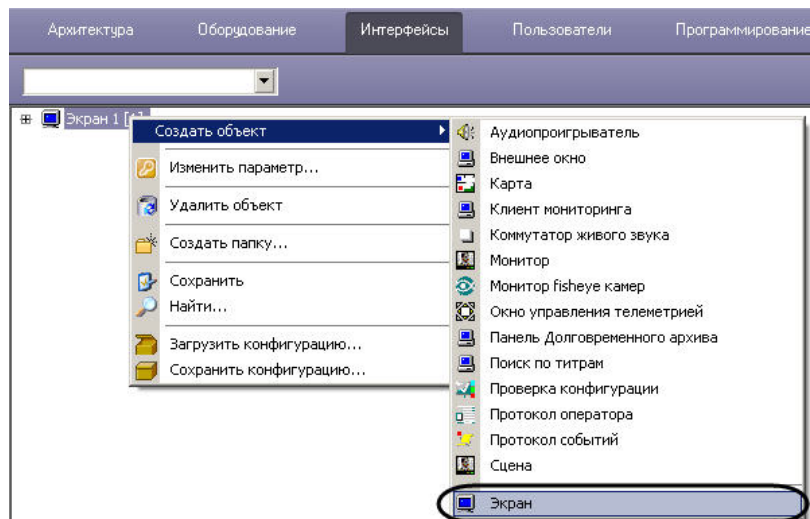 Архитектура Оборудование Интерфейсы Пользователи Программирование
Экран 1 [1]
Создать объект
Изменить параметр...
Удалить объект
Создать папку...
Сохранить
Найти...
Загрузить конфигурацию...
Сохранить конфигурацию...
Аудиопроигрыватель
Внешнее окно
Карта
Клиент мониторинга
Коммутатор живого звука
Монитор
Монитор fisheye камер
Окно управления телеметрией
Панель Долговременного архива
Поиск по титрам
Проверка конфигурации
Протокол оператора
Протокол событий
Сцена
Экран